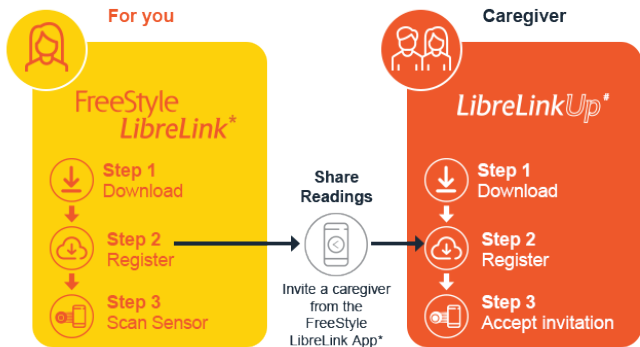 For you
FreeStyle
LibreLink*
Step 1
Download
Step 2
Register
Step 3
Scan Sensor
Share
Readings
Invite a caregiver
from the
FreeStyle
LibreLink App*
Caregiver
LibreLinkUp#
Step 1
Download
Step 2
Register
Step 3
Accept invitation